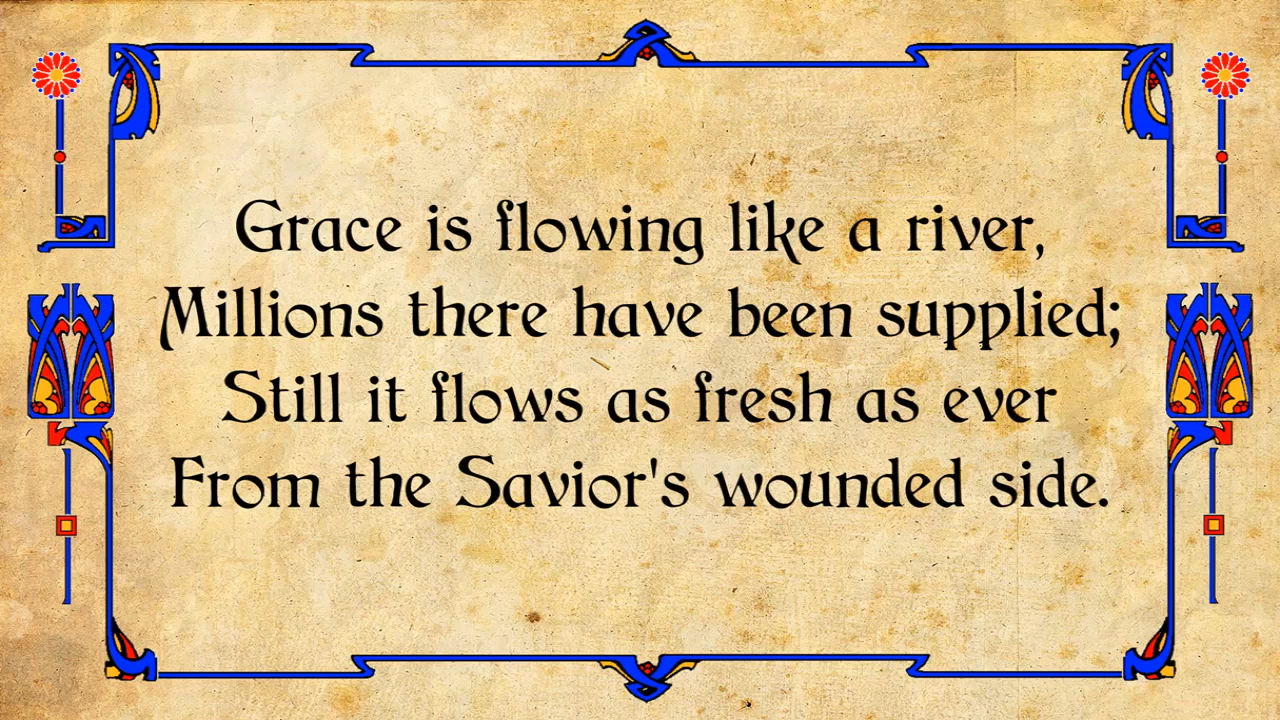 Grace is flowing like a river,
Millions there have been supplied;
Still it flows as fresh as ever
From the Savior's wounded side.